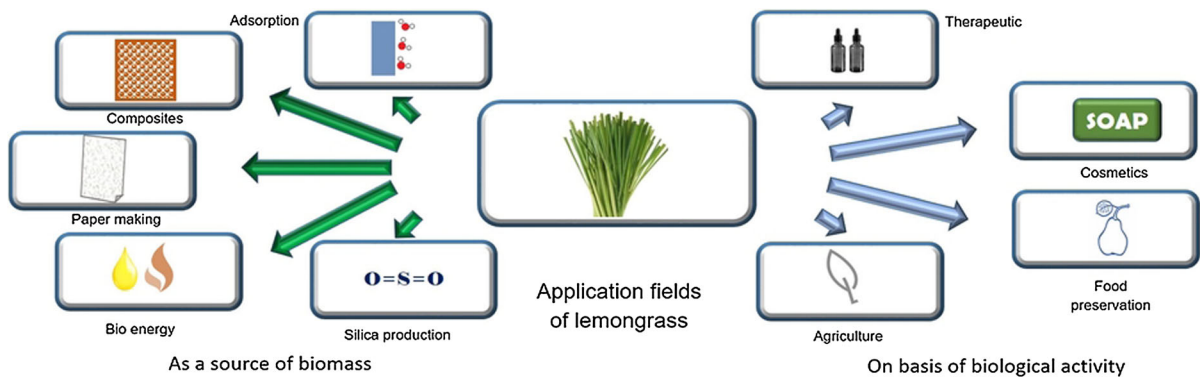 Adsorption
Composites
Paper making
Bio energy
O=S=O
Silica production
As a source of biomass
Application fields
of lemongrass
Therapeutic
SOAP
Cosmetics
Food
preservation
Agriculture
On basis of biological activity